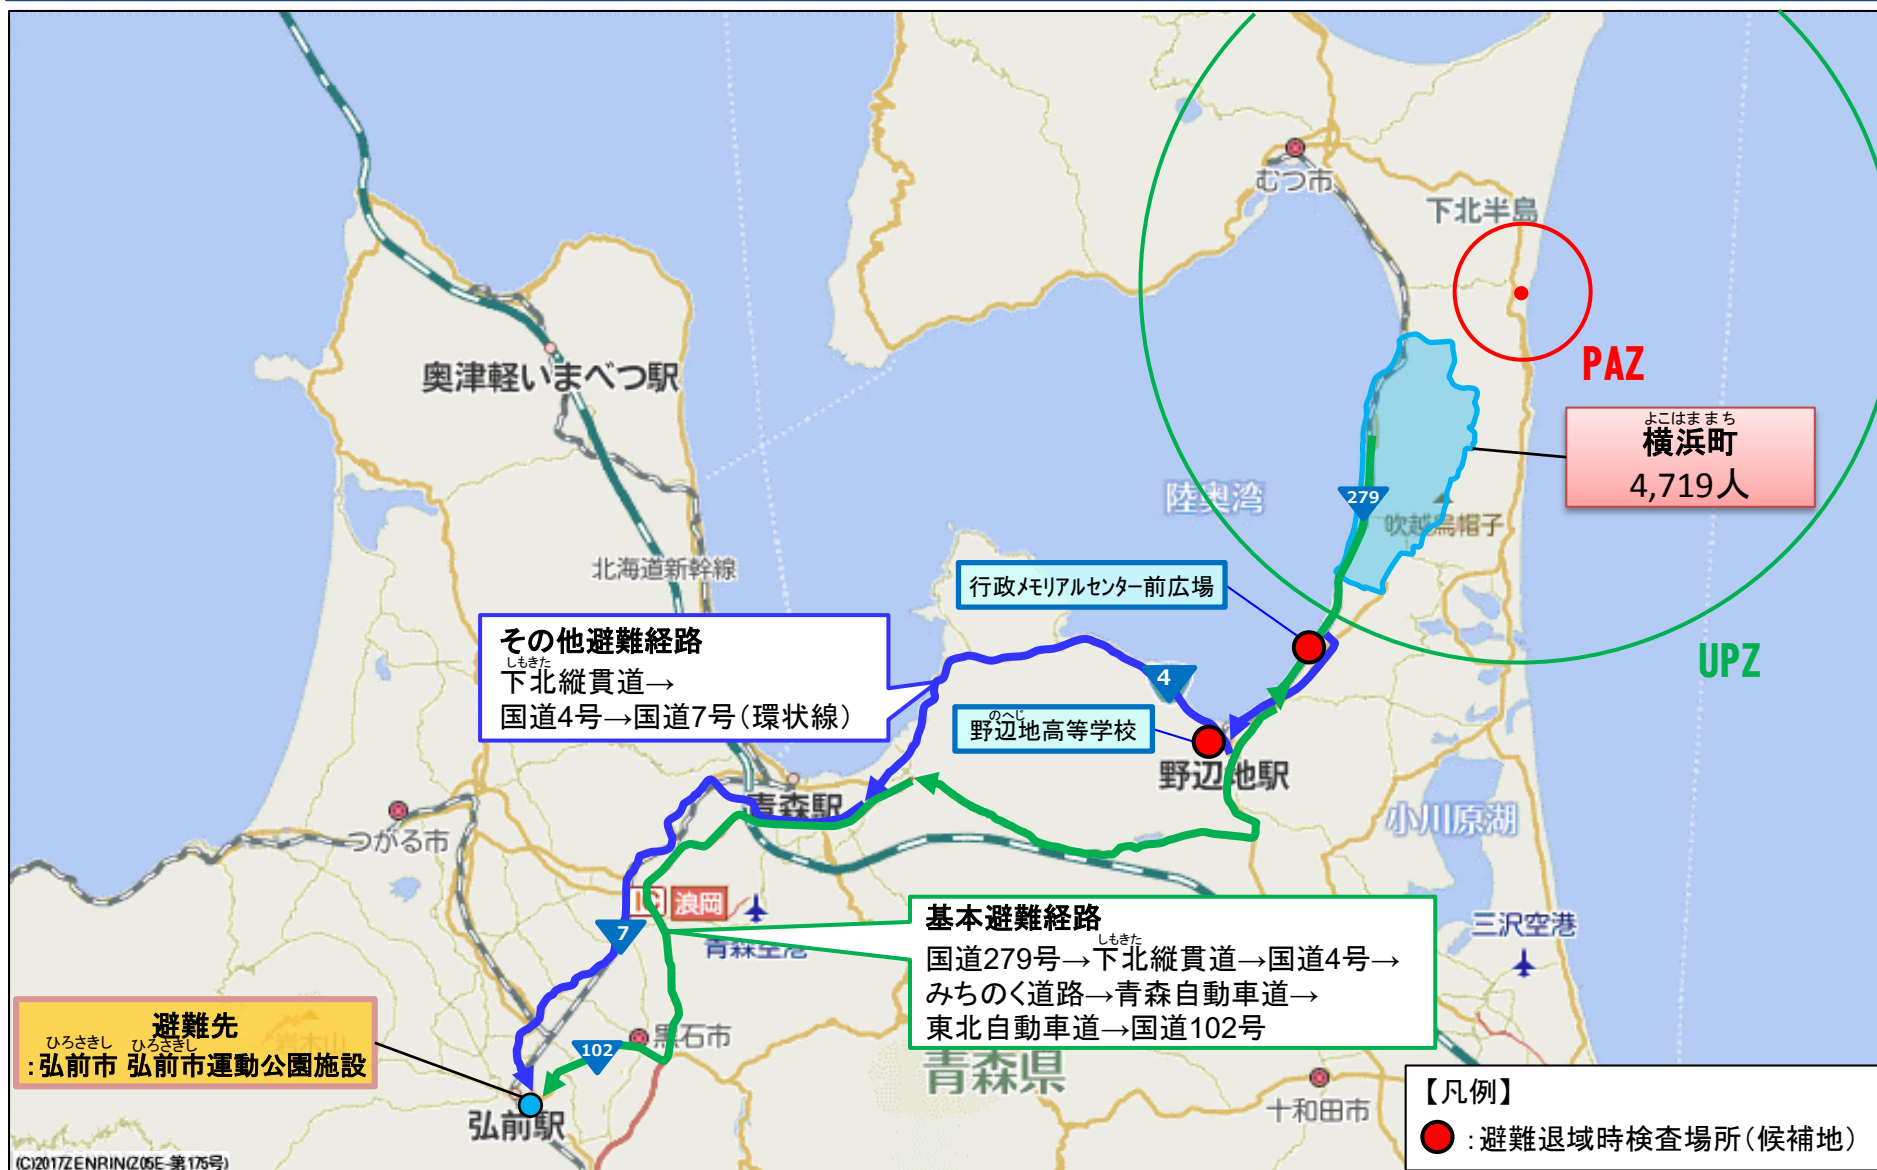 むつ市
下北半島
PAZ
奥津軽いまべつ駅
よこはままち
横浜町
4,719人
279
陸奥湾
吹越烏帽子
北海道新幹線
行政メモリアルセンター前広場
その他避難経路
しもきた
下北縦貫道→
国道4号→国道7号(環状線)
UPZ
4
のへじ
野辺地高等学校
野辺地駅
青森駅
小川原湖
つがる市
IC 浪岡
7
青森空港
基本避難経路
しもきた
国道279号→下北縦貫道→国道4号→
みちのく道路→青森自動車道→
東北自動車道→国道102号
三沢空港
避難先
ひろさきし ひろさきし
:弘前市 弘前市運動公園施設
岩木山
黒石市
102
青森県
弘前駅
十和田市
【凡例】
:避難退域時検査場所(候補地)
(C)2017ZENRIN(Z05E-第175号)